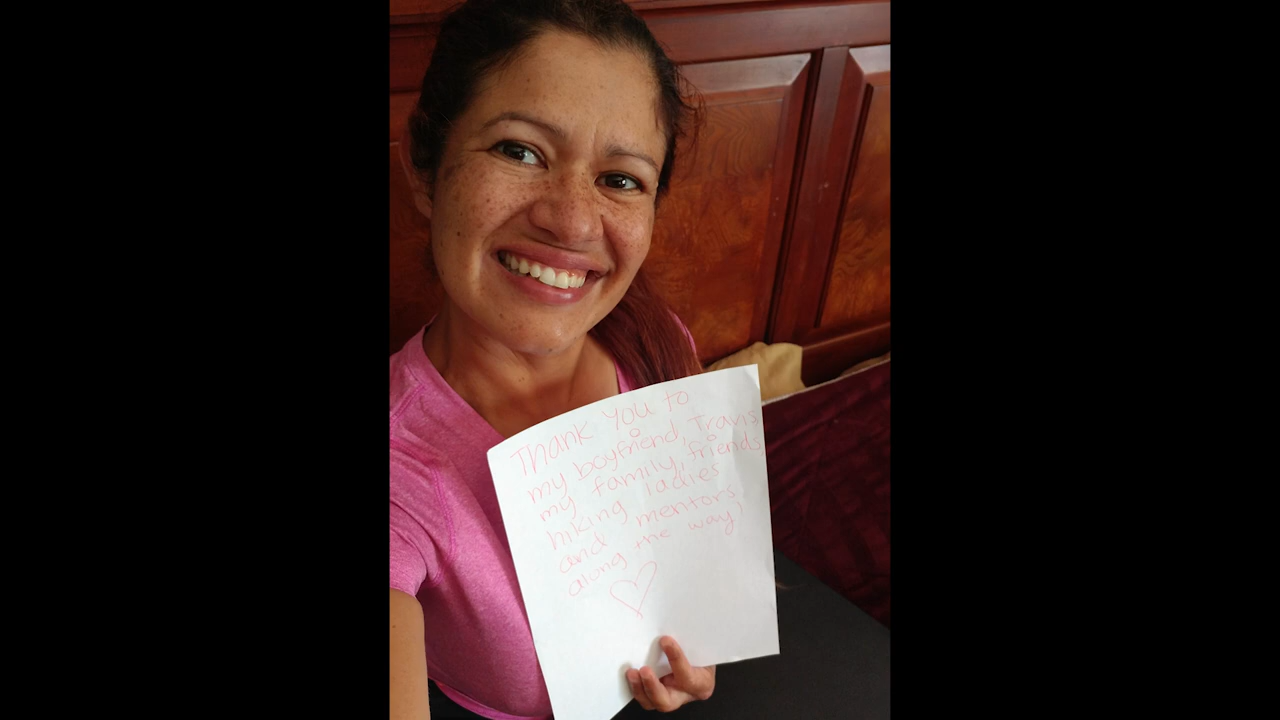 Thank You to
my boyfriend, Travis,
my family, friends,
hiking ladies
and mentors
along the way!